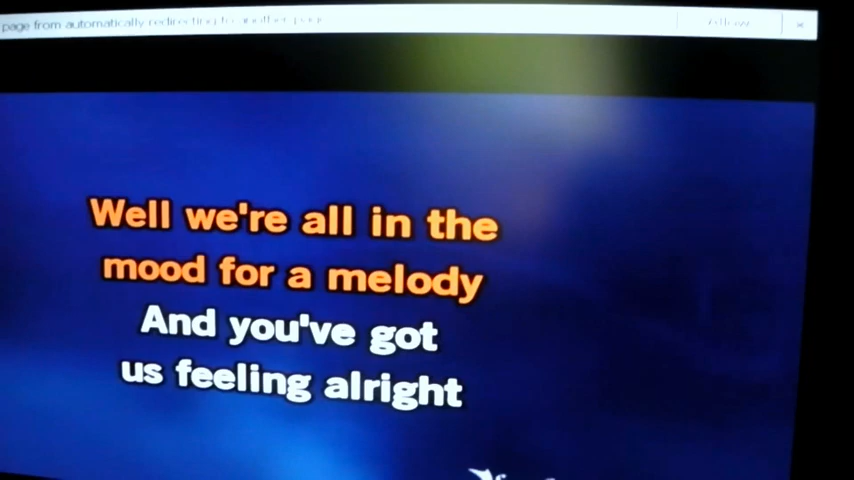 page from automatically redirecting to another page
Allow
Well we're all in the
mood for a melody
And you've got
us feeling alright